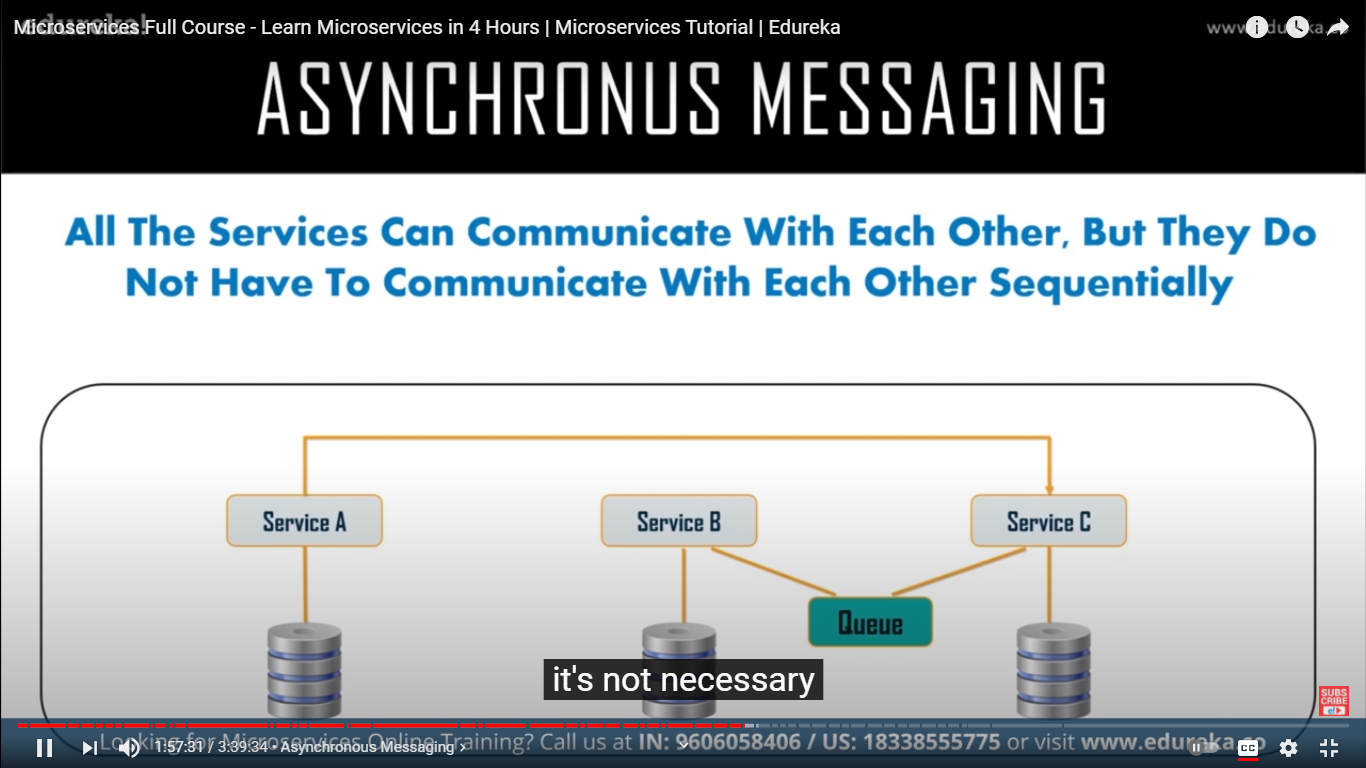 Microservices Full Course - Learn Microservices in 4 Hours | Microservices Tutorial | Edureka
ASYNCHRONUS MESSAGING
All The Services Can Communicate With Each Other, But They Do
Not Have To Communicate With Each Other Sequentially
Service A
Service B
Service C
Queue
it's not necessary
SUBS
CRIBE
Looking for Microservices Online Training? Call us at IN: 9606058406 / US: 18338555775 or visit www.edureka.co
1:57:31 / 3:39:34 • Asynchronous Messaging ›
CC